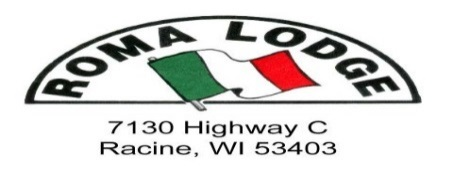 ROMA LODGE
7130 Highway C
Racine, WI 53403